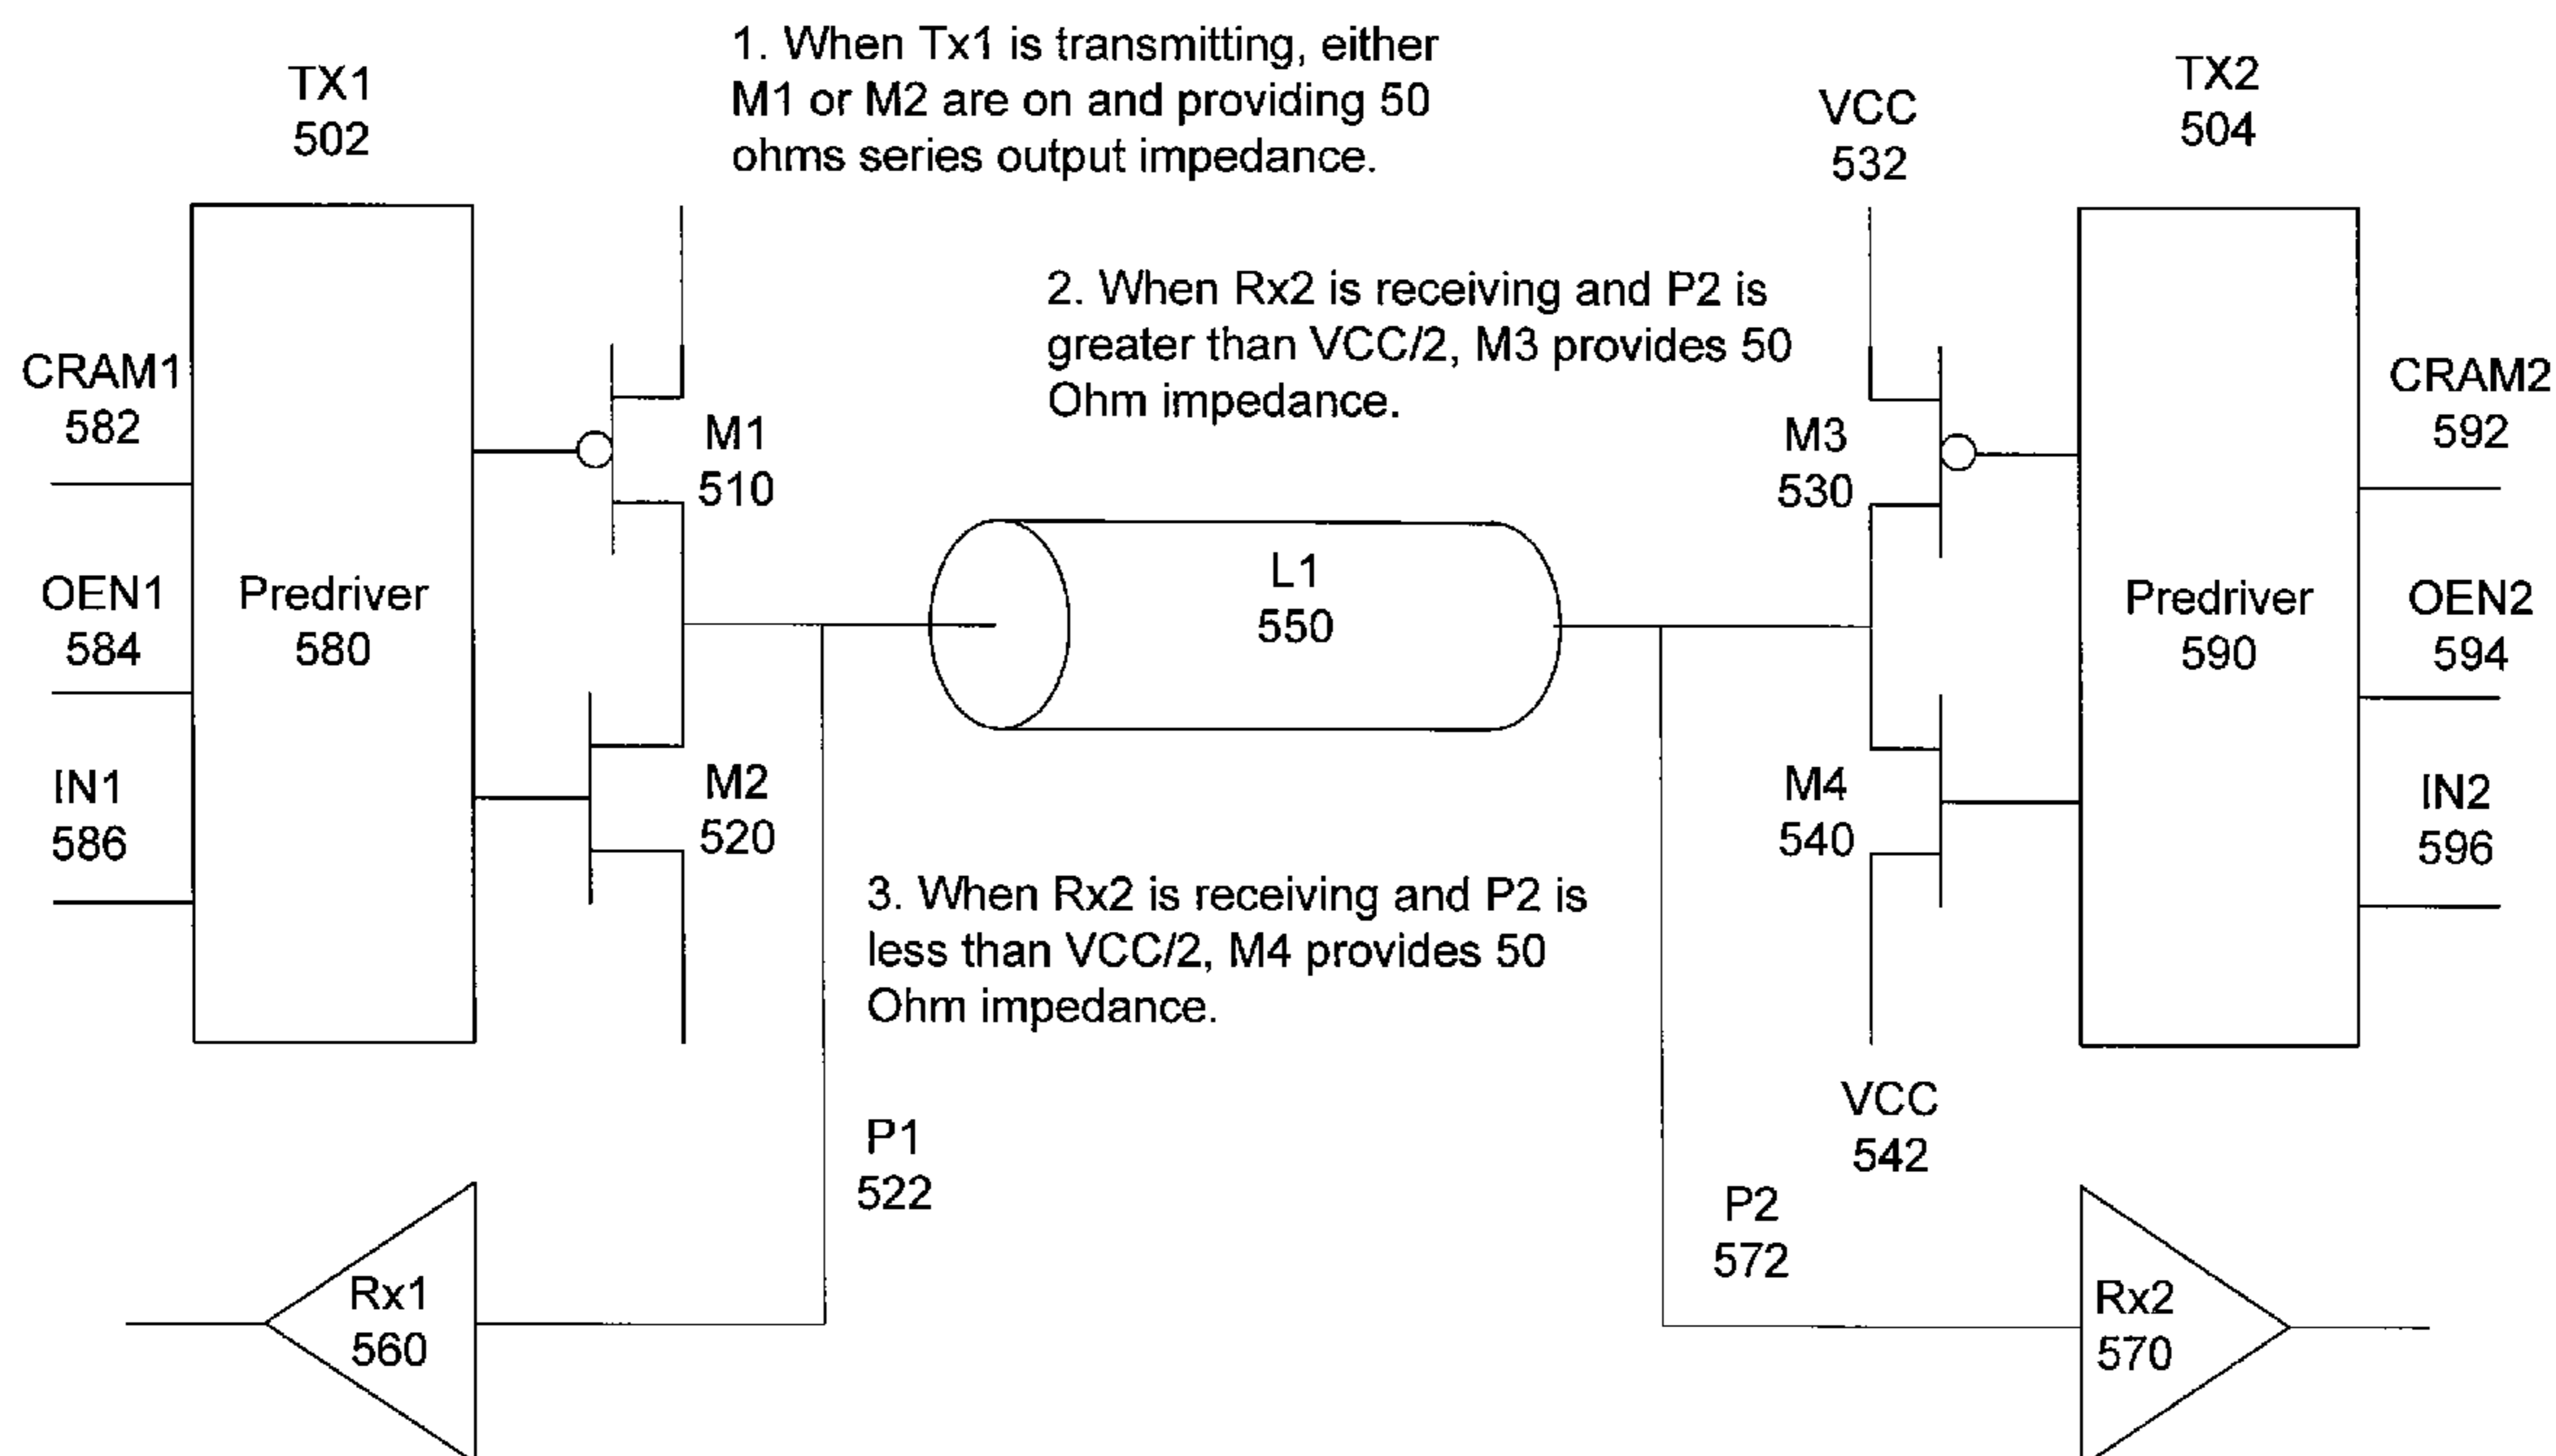 1. When Tx1 is transmitting, either
M1 or M2 are on and providing 50
ohms series output impedance.
TX1
502
VCC
532
TX2
504
2. When Rx2 is receiving and P2 is
greater than VCC/2, M3 provides 50
Ohm impedance.
CRAM1
582
M1
510
M3
530
CRAM2
592
OEN1
584
Predriver
580
L1
550
Predriver
590
OEN2
594
IN1
586
M2
520
M4
540
IN2
596
3. When Rx2 is receiving and P2 is
less than VCC/2, M4 provides 50
Ohm impedance.
P1
522
VCC
542
P2
572
Rx1
560
Rx2
570